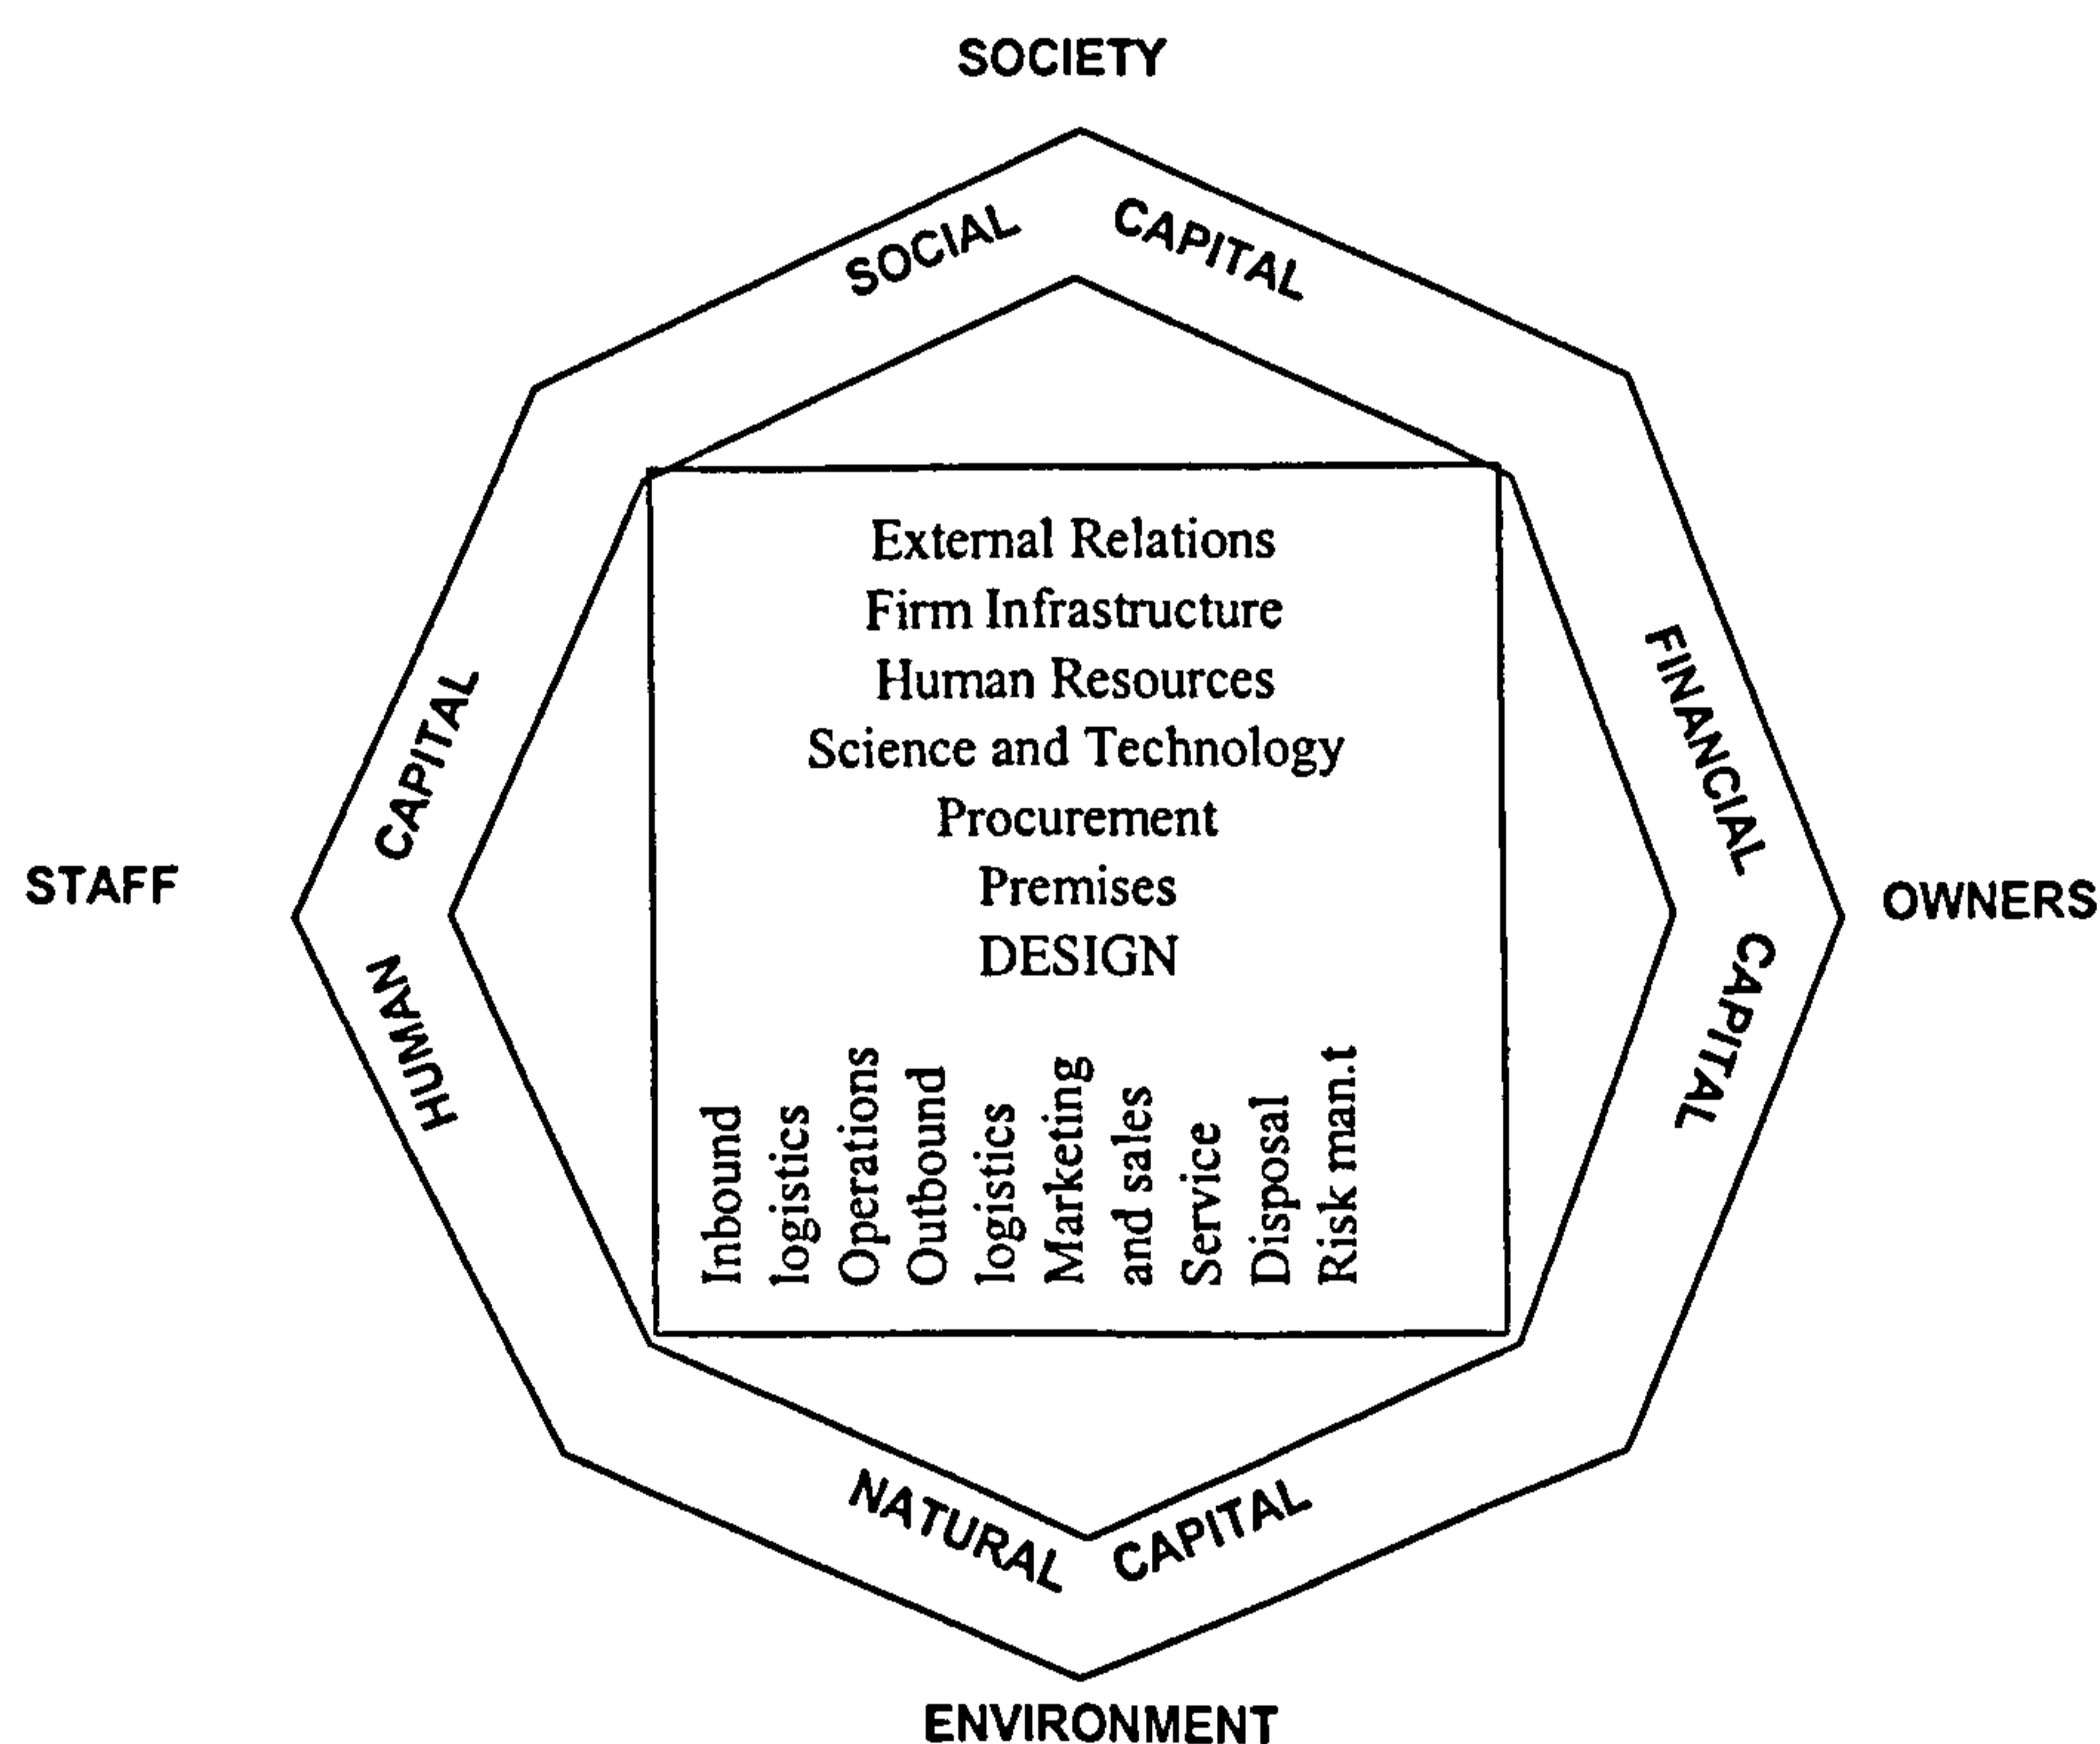 SOCIETY
SOCIAL CAPITAL
External Relations
Firm Infrastructure
Human Resources
Science and Technology
Procurement
Premises
DESIGN
Inbound
logistics
Operations
Outbound
logistics
Marketing
and sales
Service
Disposal
Risk man.t
STAFF
HUMAN CAPITAL
FINANCIAL CAPITAL
OWNERS
NATURAL CAPITAL
ENVIRONMENT